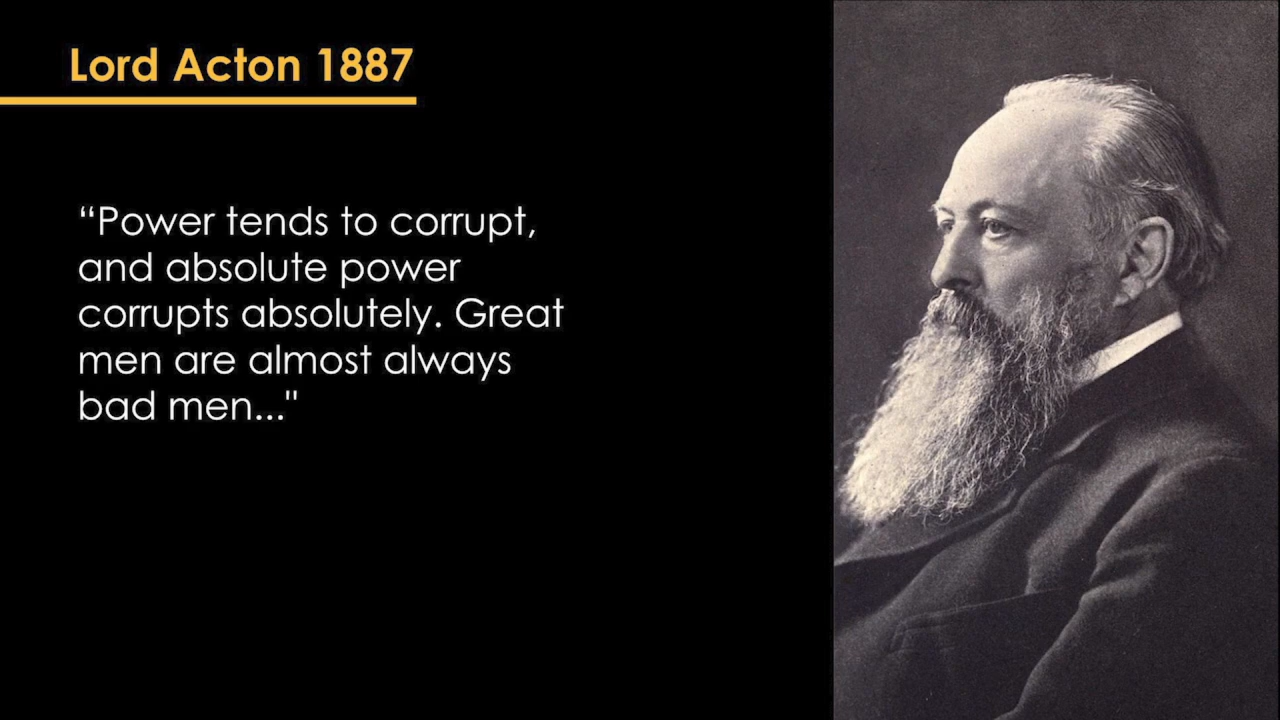 Lord Acton 1887
“Power tends to corrupt,
and absolute power
corrupts absolutely. Great
men are almost always
bad men..."